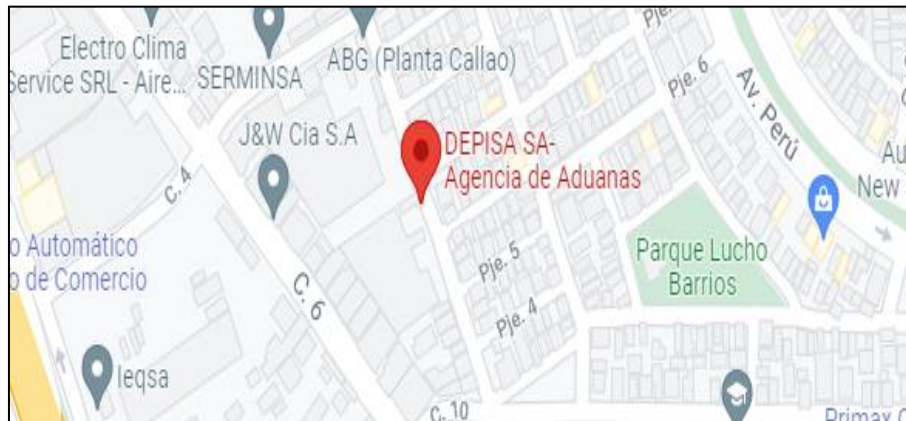 Electro Clima
Service SRL - Aire...
SERMINSA
ABG (Planta Callao)
Pje.
Pje. 6
Av. Perú
J&W Cia S.A
DEPISA SA-
Agencia de Aduanas
C. 4
Au
New
o Automático
o de Comercio
Pje. 5
Parque Lucho
Barrios
C. 6
Pje. 4
Ieqsa
C. 10
Primax